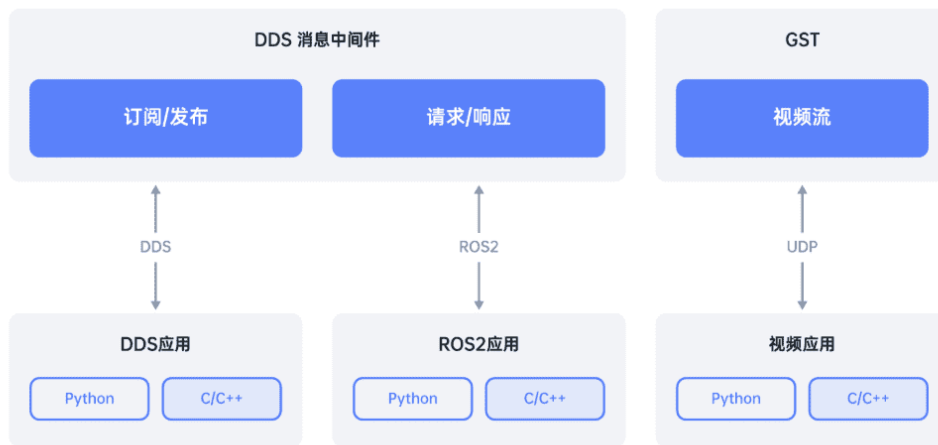 DDS 消息中间件
GST
订阅/发布
请求/响应
视频流
DDS
ROS2
UDP
DDS应用
ROS2应用
视频应用
Python
C/C++
Python
C/C++
Python
C/C++